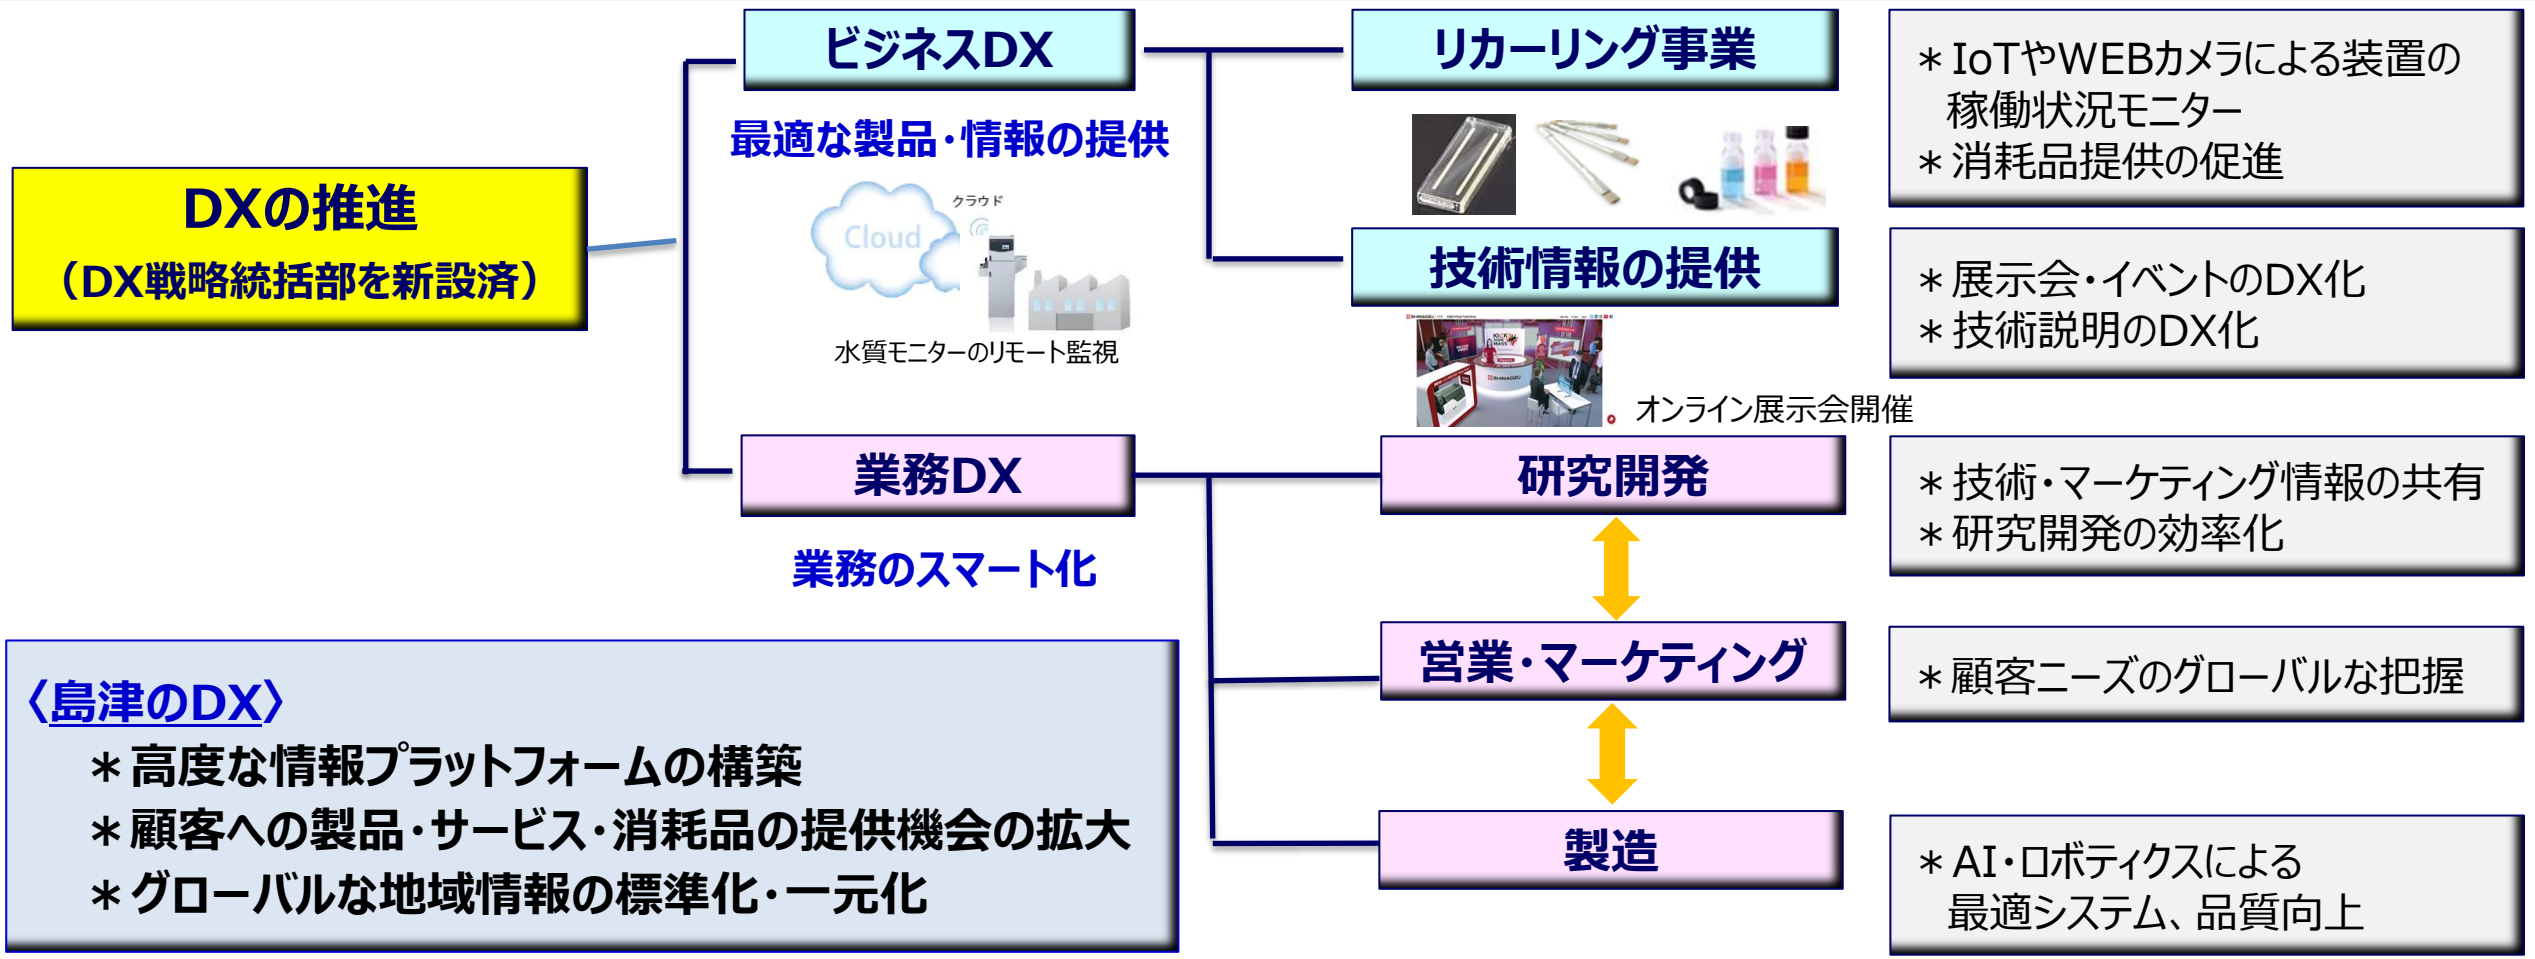 DXの推進
（DX戦略統括部を新設済）
ビジネスDX
最適な製品・情報の提供
クラウド
Cloud
水質モニターのリモート監視
リカーリング事業
＊IoTやWEBカメラによる装置の
稼働状況モニター
＊消耗品提供の促進
技術情報の提供
＊展示会・イベントのDX化
＊技術説明のDX化
SHIMADZU
オンライン展示会開催
業務DX
業務のスマート化
研究開発
＊技術・マーケティング情報の共有
＊研究開発の効率化
営業・マーケティング
＊顧客ニーズのグローバルな把握
製造
＊AI・ロボティクスによる
最適システム、品質向上
〈島津のDX〉
＊高度な情報プラットフォームの構築
＊顧客への製品・サービス・消耗品の提供機会の拡大
＊グローバルな地域情報の標準化・一元化